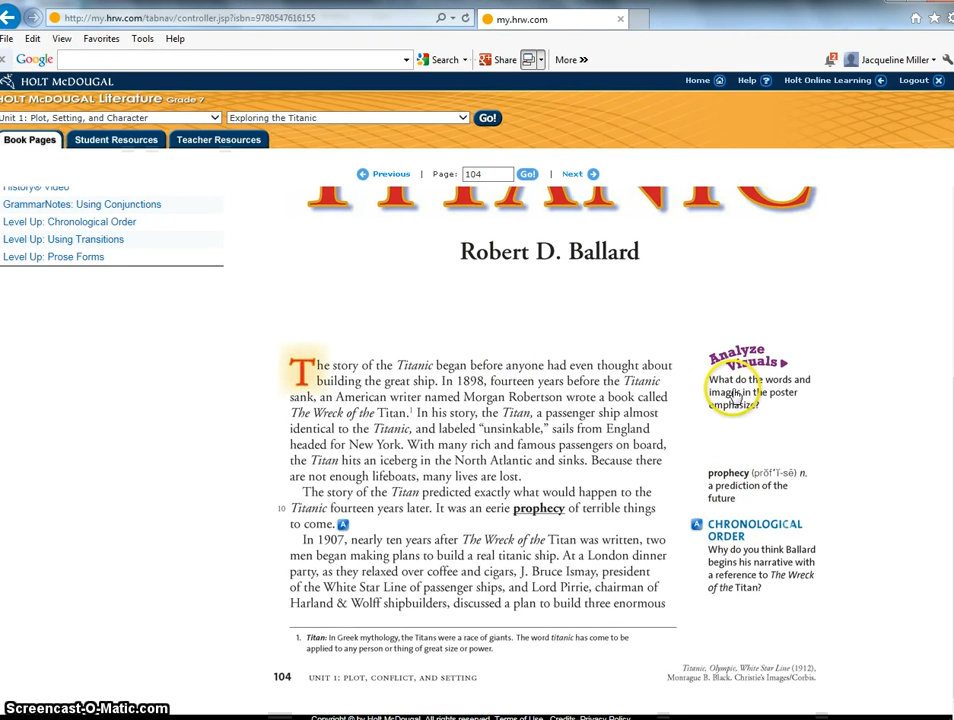 http://my.hrw.com/tabnav/controller.jsp?isbn=9780547616155
my.hrw.com
File Edit View Favorites Tools Help
Google Search Share More »
2 Jacqueline Miller
HOLT McDOUGAL
Home Help ? Holt Online Learning Logout X
HOLT McDOUGAL Literature Grade 7
Unit 1: Plot, Setting, and Character Exploring the Titanic Go!
Book Pages Student Resources Teacher Resources
Previous | Page: 104 Go! | Next
History® Video
GrammarNotes: Using Conjunctions
Level Up: Chronological Order
Level Up: Using Transitions
Level Up: Prose Forms
TITANIC
Robert D. Ballard
The story of the Titanic began before anyone had even thought about
building the great ship. In 1898, fourteen years before the Titanic
sank, an American writer named Morgan Robertson wrote a book called
The Wreck of the Titan.1 In his story, the Titan, a passenger ship almost
identical to the Titanic, and labeled “unsinkable,” sails from England
headed for New York. With many rich and famous passengers on board,
the Titan hits an iceberg in the North Atlantic and sinks. Because there
are not enough lifeboats, many lives are lost.
The story of the Titan predicted exactly what would happen to the
10 Titanic fourteen years later. It was an eerie prophecy of terrible things
to come. A
In 1907, nearly ten years after The Wreck of the Titan was written, two
men began making plans to build a real titanic ship. At a London dinner
party, as they relaxed over coffee and cigars, J. Bruce Ismay, president
of the White Star Line of passenger ships, and Lord Pirrie, chairman of
Harland & Wolff shipbuilders, discussed a plan to build three enormous
Analyze
Visuals
What do the words and
images in the poster
emphasize?
prophecy (prŏf'ĭ-sē) n.
a prediction of the
future
A CHRONOLOGICAL
ORDER
Why do you think Ballard
begins his narrative with
a reference to The Wreck
of the Titan?
1. Titan: In Greek mythology, the Titans were a race of giants. The word titanic has come to be
applied to any person or thing of great size or power.
104 UNIT 1: PLOT, CONFLICT, AND SETTING
Titanic, Olympic, White Star Line (1912),
Montague B. Black. Christie's Images/Corbis.
Screencast-O-Matic.com
Copyright © by Holt McDougal. All rights reserved. Terms of Use, Credits, Privacy Policy